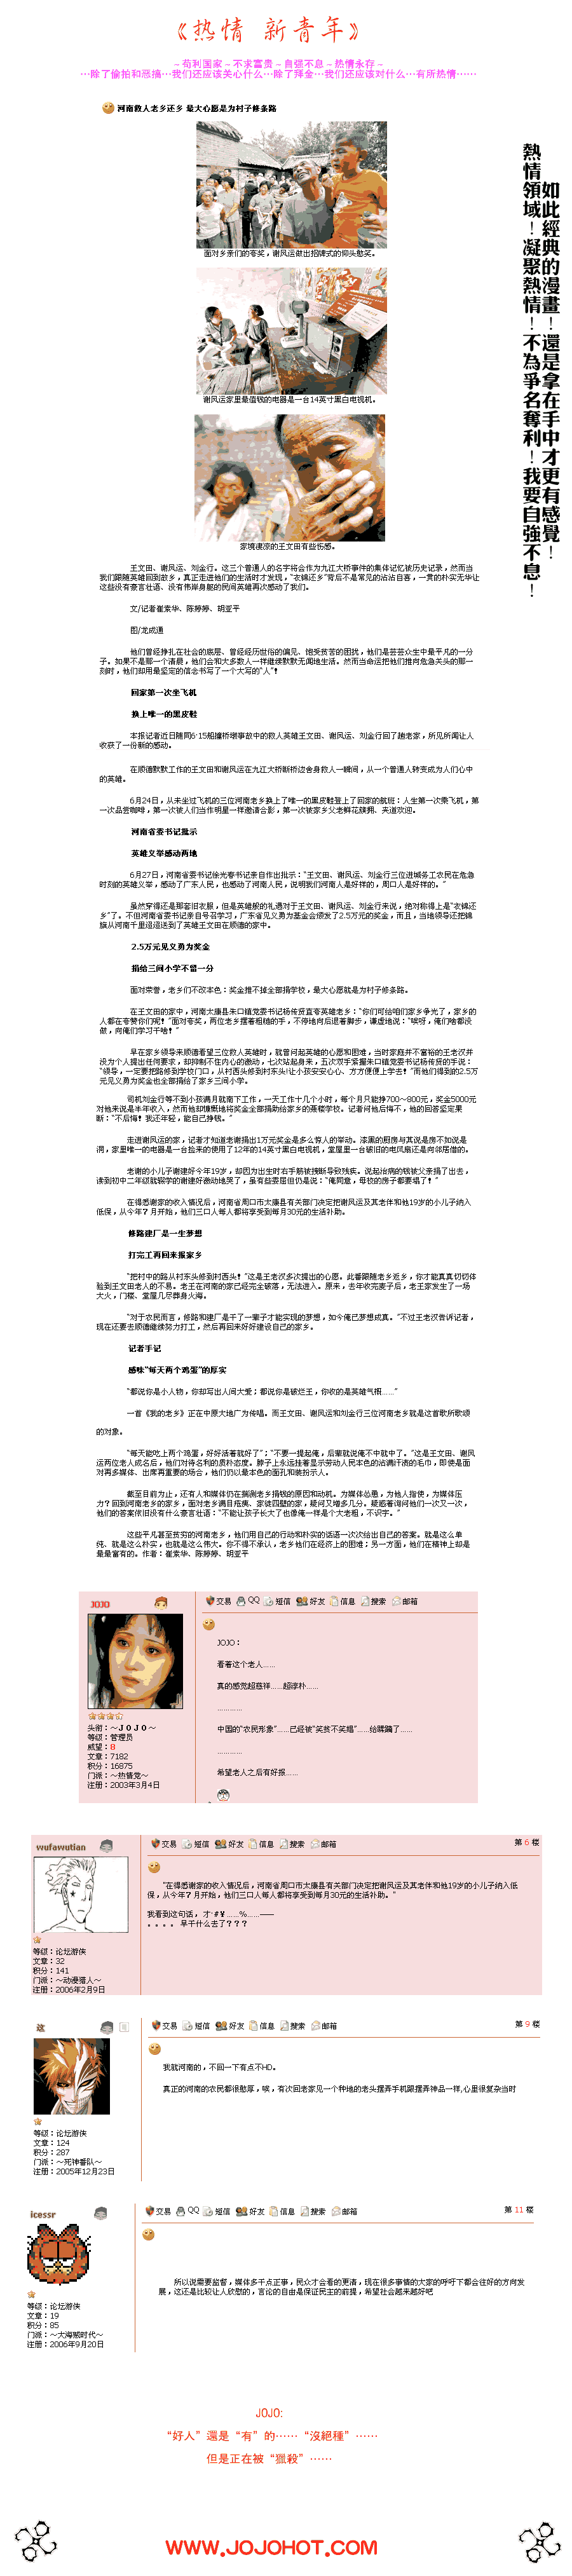 《热情 新青年》
~苟利国家~不求富贵~自强不息~热情永存~
…除了偷拍和恶搞…我们还应该关心什么…除了拜金…我们还应该对什么…有所热情……
河南救人老乡还乡 最大心愿是为村子修条路
如此經典的漫畫！還是拿在手中才更有感覺！
熱情領域！凝聚熱情！不為爭名奪利！我要自強不息！
面对乡亲们的夸奖，谢凤运做出招牌式的仰头憨笑。
谢凤运家里最值钱的电器是一台14英寸黑白电视机。
家境凄凉的王文田有些伤感。
王文田、谢凤运、刘金行。这三个普通人的名字将会作为九江大桥事件的集体记忆被历史记录，然而当
我们跟随英雄回到故乡，真正走进他们的生活时才发现，“衣锦还乡”背后不是常见的沾沾自喜，一贯的朴实无华让
这些没有豪言壮语、没有伟岸身躯的民间英雄再次感动了我们。
文/记者崔素华、陈婷婷、胡亚平
图/龙成通
他们曾经挣扎在社会的底层、曾经经历世俗的偏见、饱受贫苦的困扰，他们是芸芸众生中最平凡的一分
子。如果不是那一个清晨，他们会和大多数人一样继续默默无闻地生活。然而当命运把他们推向危急关头的那一
刻时，他们却用最坚定的信念书写了一个大写的“人”！
回家第一次坐飞机
换上唯一的黑皮鞋
本报记者近日随同6·15船撞桥塌事故中的救人英雄王文田、谢凤运、刘金行回了趟老家，所见所闻让人
收获了一份新的感动。
在顺德默默工作的王文田和谢凤运在九江大桥断桥边舍身救人一瞬间，从一个普通人转变成为人们心中
的英雄。
6月24日，从未坐过飞机的三位河南老乡换上了唯一的黑皮鞋登上了回家的航班：人生第一次乘飞机，第
一次品尝咖啡，第一次被人们当作明星一样邀请合影，第一次被家乡父老鲜花簇拥、夹道欢迎。
河南省委书记批示
英雄义举感动两地
6月27日，河南省委书记徐光春书记亲自作出批示：“王文田、谢凤运、刘金行三位进城务工农民在危急
时刻的英雄义举，感动了广东人民，也感动了河南人民，说明我们河南人是好样的，周口人是好样的。”
虽然穿得还是那套旧衣服，但是英雄般的礼遇对于王文田、谢凤运、刘金行来说，绝对称得上是“衣锦还
乡”了。不但河南省委书记亲自号召学习，广东省见义勇为基金会颁发了2.5万元的奖金，而且，当地领导还把锦
旗从河南千里迢迢送到了英雄王文田在顺德的家中。
2.5万元见义勇为奖金
捐给三间小学不留一分
面对荣誉，老乡们不改本色：奖金推不掉全部捐学校，最大心愿就是为村子修条路。
在王文田的家中，河南太康县朱口镇党委书记杨传贤直夸英雄老乡：“你们可给咱们家乡争光了，家乡的
人都在夸赞你们呢！”面对夸奖，两位老乡摆着粗糙的手，不停地向后退着脚步，谦虚地说：“唉呀，俺们啥都没
做，向俺们学习干啥！”
早在家乡领导来顺德看望三位救人英雄时，就曾问起英雄的心愿和困难，当时家庭并不富裕的王老汉并
没为个人提出任何要求，却抑制不住内心的激动，七次站起身来，五次双手紧握朱口镇党委书记杨传贤的手说：
“领导，一定要把路修到学校门口，从村西头修到村东头!让小孩安安心心、方方便便上学去！”而他们得到的2.5万
元见义勇为奖金也全部捐给了家乡三间小学。
司机刘金行等不到小孩满月就南下工作，一天工作十几个小时，每个月只能挣700～800元，奖金5000元
对他来说是半年收入，然而他却慷慨地将奖金全部捐助给家乡的蔡楼学校。记者问他后悔不，他的回答坚定果
断：“不后悔！我还年轻，能自己挣钱。”
走进谢凤运的家，记者才知道老谢捐出1万元奖金是多么惊人的举动。漆黑的厨房与其说是房不如说是
洞，家里唯一的电器是一台捡来的使用了12年的14英寸黑白电视机，堂屋里一台破旧的电风扇还是向邻居借的。
老谢的小儿子谢建好今年19岁，却因为出生时右手筋被拽断导致残疾。说起治病的钱被父亲捐了出去，
读到初中二年级就辍学的谢建好激动地哭了，虽有些委屈但仍是说：“俺同意，母校的房子都要塌了！”
在得悉谢家的收入情况后，河南省周口市太康县有关部门决定把谢凤运及其老伴和他19岁的小儿子纳入
低保，从今年7月开始，他们三口人每人都将享受到每月30元的生活补助。
修路建厂是一生梦想
打完工再回来报家乡
“把村中的路从村东头修到村西头！”这是王老汉多次提出的心愿。此番跟随老乡返乡，你才能真真切切体
验到王文田老人的不易。老王在河南的家已经完全破落，无法进入。原来，去年收完麦子后，老王家发生了一场
大火，门楼、堂屋几尽葬身火海。
“对于农民而言，修路和建厂是干了一辈子才能实现的梦想，如今俺已梦想成真。”不过王老汉告诉记者，
现在还要去顺德继续努力打工，然后再回来好好建设自己的家乡。
记者手记
感味“每天两个鸡蛋”的厚实
“都说你是小人物，你却写出人间大爱；都说你是破烂王，你收的是英雄气概……”
一首《我的老乡》正在中原大地广为传唱。而王文田、谢凤运和刘金行三位河南老乡就是这首歌所歌颂
的对象。
“每天能吃上两个鸡蛋，好好活着就好了”；“不要一提起俺，后辈就说俺不中就中了。”这是王文田、谢凤
运两位老人成名后，他们对待名利的质朴态度。脖子上永远挂着显示劳动人民本色的沾满汗渍的毛巾，即使是面
对再多媒体、出席再重要的场合，他们仍以最本色的面孔和装扮示人。
截至目前为止，还有人和媒体仍在揣测老乡捐钱的原因和动机。为媒体怂恿，为他人指使，为媒体压
力？回到河南老乡的家乡，面对老乡满目疮痍、家徒四壁的家，疑问又增多几分。疑惑着询问他们一次又一次，
他们的答案依旧没有什么豪言壮语：“不能让孩子长大了也像俺一样是个大老粗，不识字。”
这些平凡甚至贫穷的河南老乡，他们用自己的行动和朴实的话语一次次给出自己的答案。就是这么单
纯、就是这么朴实，也就是这么伟大。你不得不承认，老乡他们在经济上的困难；另一方面，他们在精神上却是
最最富有的。作者：崔素华、陈婷婷、胡亚平
JOJO
交易 QQ 短信 好友 信息 搜索 邮箱
JOJO：
看着这个老人……
真的感觉超慈祥……超淳朴……
…………
中国的“农民形象”……已经被“笑贫不笑娼”……给蹂躏了……
…………
希望老人之后有好报……
头衔：～ＪＯＪＯ～
等级：管理员
威望：8
文章：7182
积分：16875
门派：～热情党～
注册：2003年3月4日
wufawutian
交易 短信 好友 信息 搜索 邮箱
第 6 楼
“在得悉谢家的收入情况后，河南省周口市太康县有关部门决定把谢凤运及其老伴和他19岁的小儿子纳入低
保，从今年７月开始，他们三口人每人都将享受到每月30元的生活补助。”
我看到这句话， 才·＃￥……％……——
。。。。 早干什么去了？？？
等级：论坛游侠
文章：32
积分：141
门派：～动漫猎人～
注册：2006年2月9日
这
交易 短信 好友 信息 搜索 邮箱
第 9 楼
我就河南的，不回一下有点不HD。
真正的河南的农民都很憨厚，唉，有次回老家见一个种地的老头摆弄手机跟摆弄神品一样,心里很复杂当时
等级：论坛游侠
文章：124
积分：287
门派：～死神番队～
注册：2005年12月23日
icessr
交易 QQ 短信 好友 信息 搜索 邮箱
第 11 楼
所以说需要监督，媒体多干点正事，民众才会看的更清，现在很多事情的大家的呼吁下都会往好的方向发
展，这还是比较让人欣慰的，言论的自由是保证民主的前提，希望社会越来越好吧
等级：论坛游侠
文章：19
积分：85
门派：～大海贼时代～
注册：2006年9月20日
JOJO:
“好人”還是“有”的……“沒絕種”……
但是正在被“獵殺”……
WWW.JOJOHOT.COM